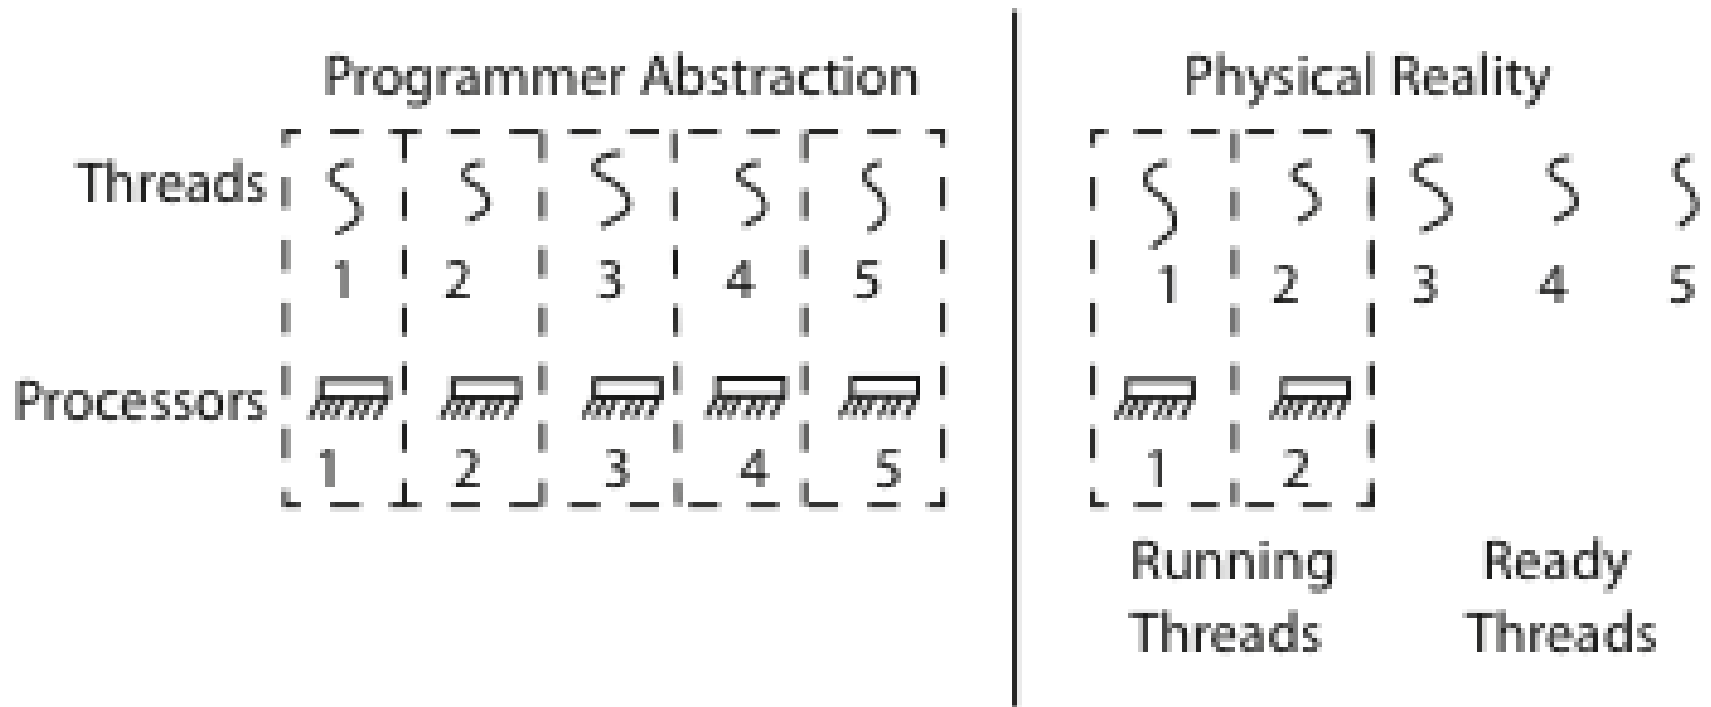 Programmer Abstraction
Physical Reality
Threads
1 2 3 4 5
1 2 3 4 5
Processors
1 2 3 4 5
1 2
Running Threads
Ready Threads